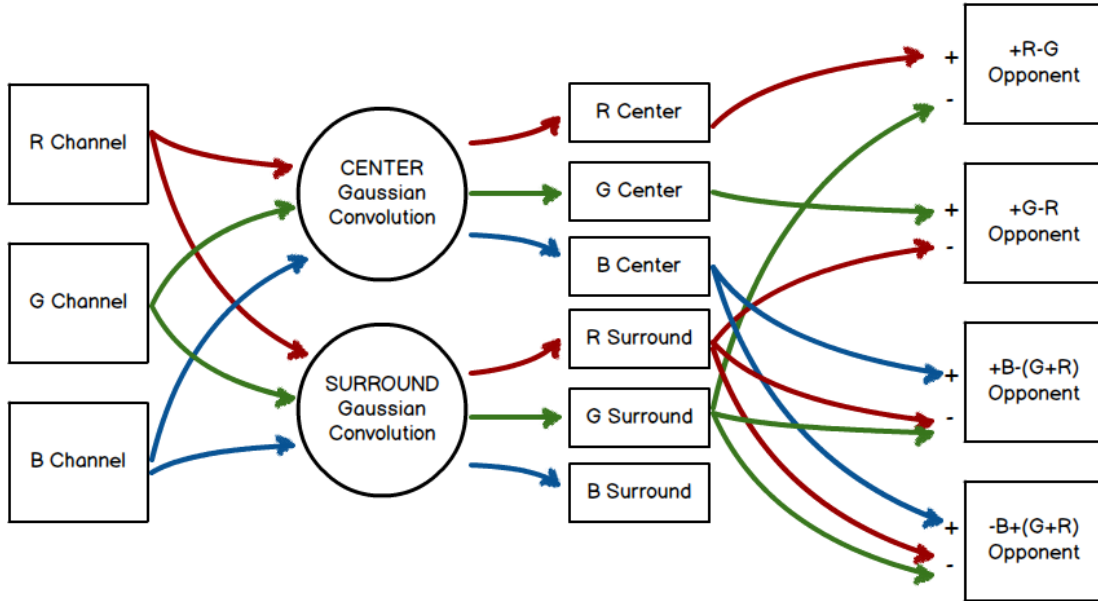 R Channel
G Channel
B Channel
CENTER
Gaussian
Convolution
SURROUND
Gaussian
Convolution
R Center
G Center
B Center
R Surround
G Surround
B Surround
+
-
+R-G
Opponent
+
-
+G-R
Opponent
+
-
+B-(G+R)
Opponent
+
-
-B+(G+R)
Opponent